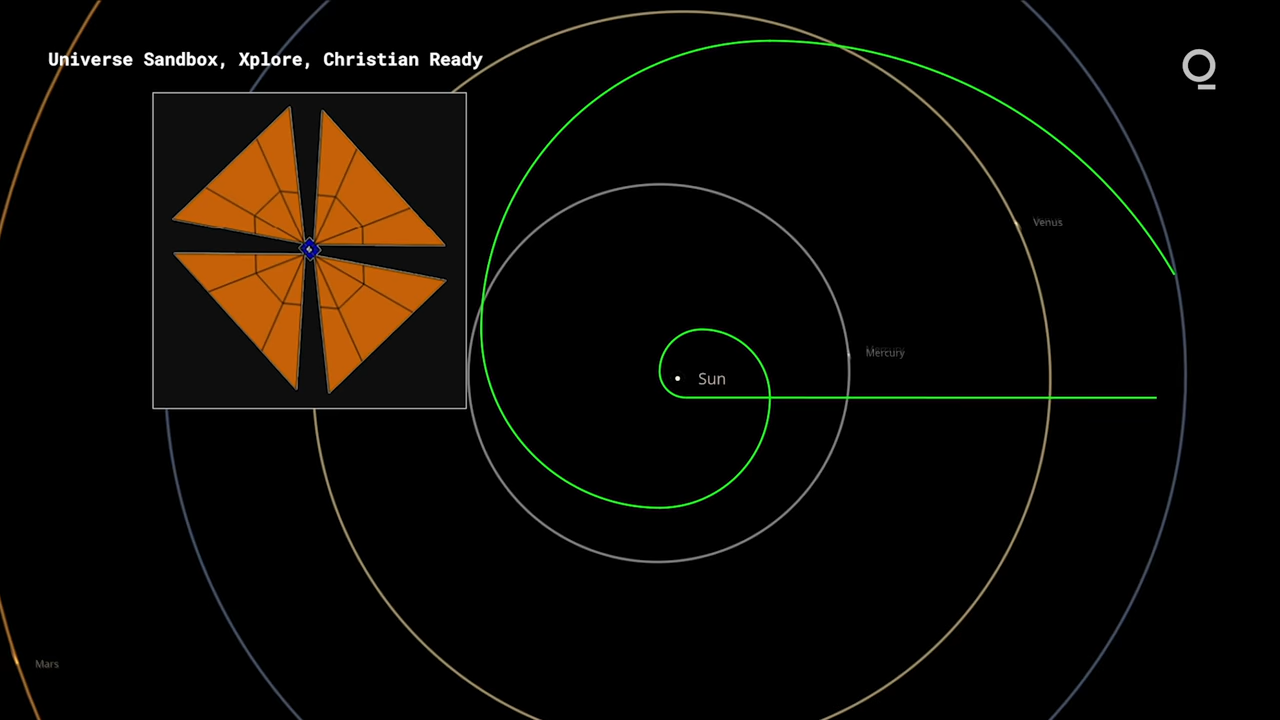 Universe Sandbox, Xplore, Christian Ready
Venus
Mercury
Sun
Mars